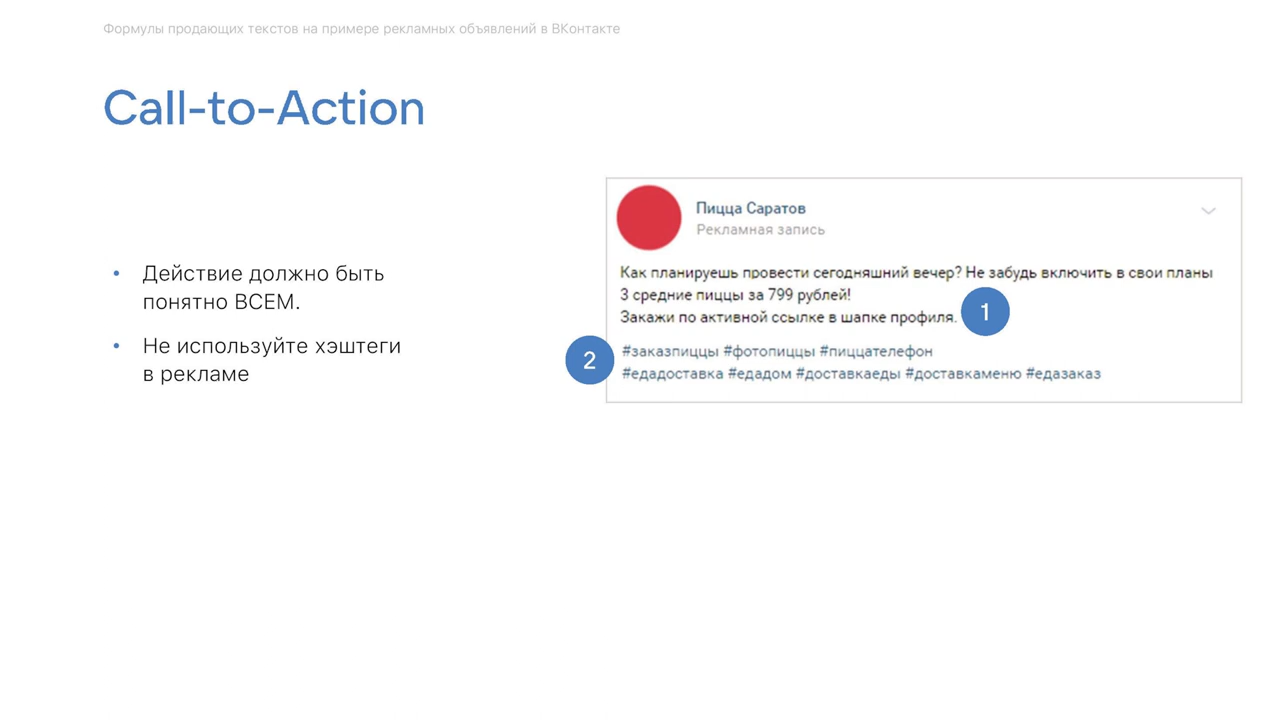 Формулы продающих текстов на примере рекламных объявлений в ВКонтакте
Call-to-Action
• Действие должно быть
понятно ВСЕМ.
• Не используйте хэштеги
в рекламе
Пицца Саратов
Рекламная запись
Как планируешь провести сегодняшний вечер? Не забудь включить в свои планы
3 средние пиццы за 799 рублей!
Закажи по активной ссылке в шапке профиля.
1
2
#заказпиццы #фотопиццы #пиццателефон
#едадоставка #едадом #доставкаеды #доставкаменю #едазаказ